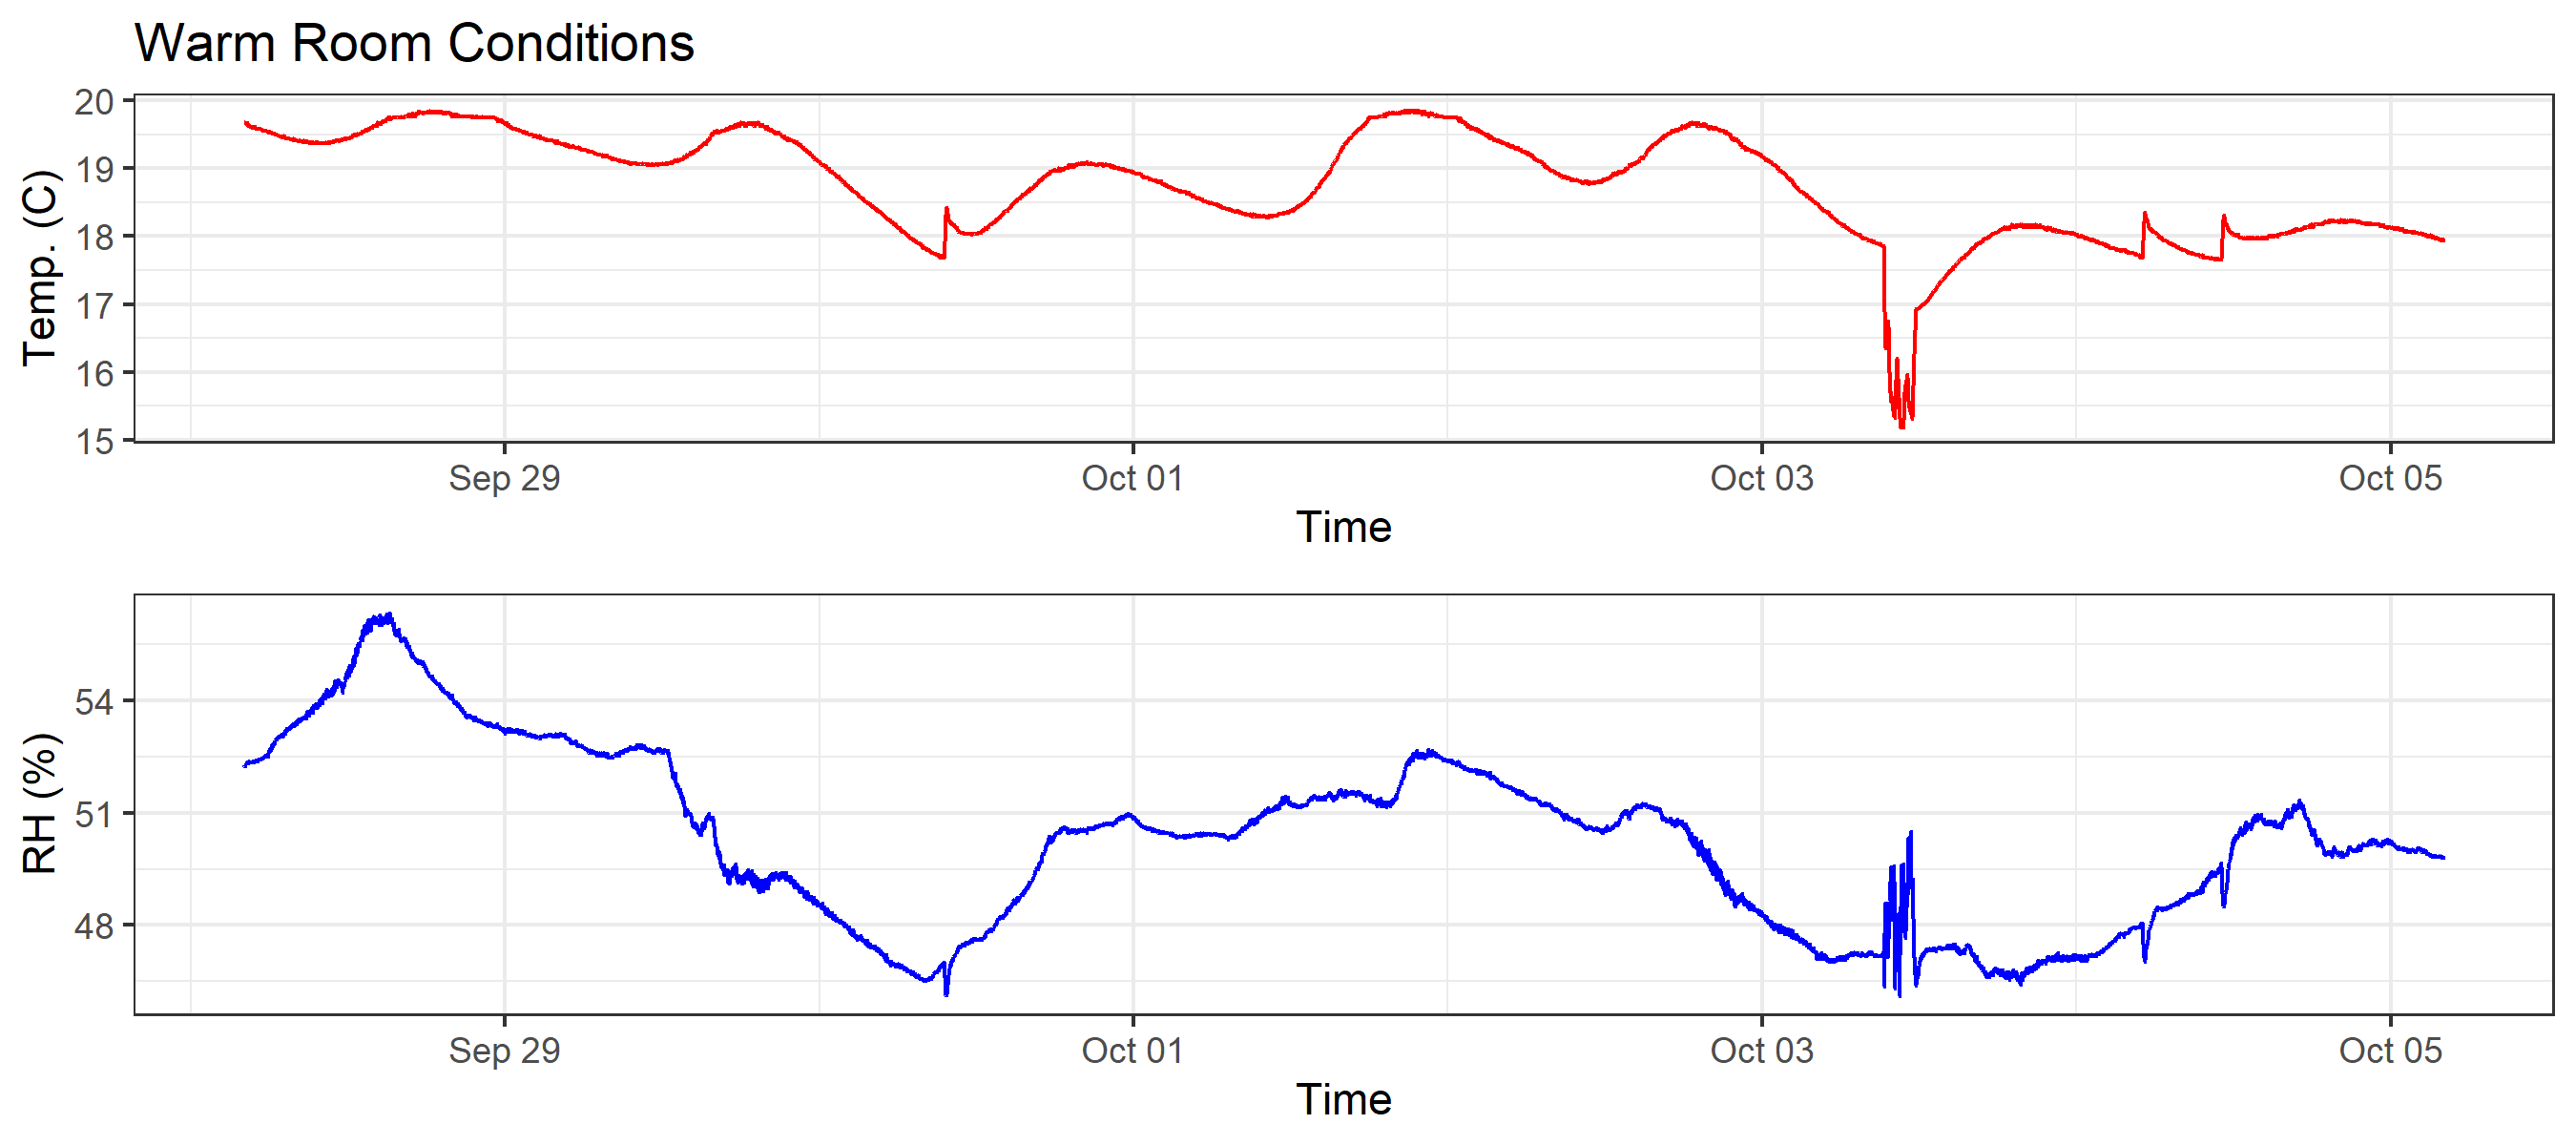 Warm Room Conditions
20
19
18
17
16
15
Temp. (C)
Sep 29 Oct 01 Oct 03 Oct 05
Time
54
51
48
RH (%)
Sep 29 Oct 01 Oct 03 Oct 05
Time